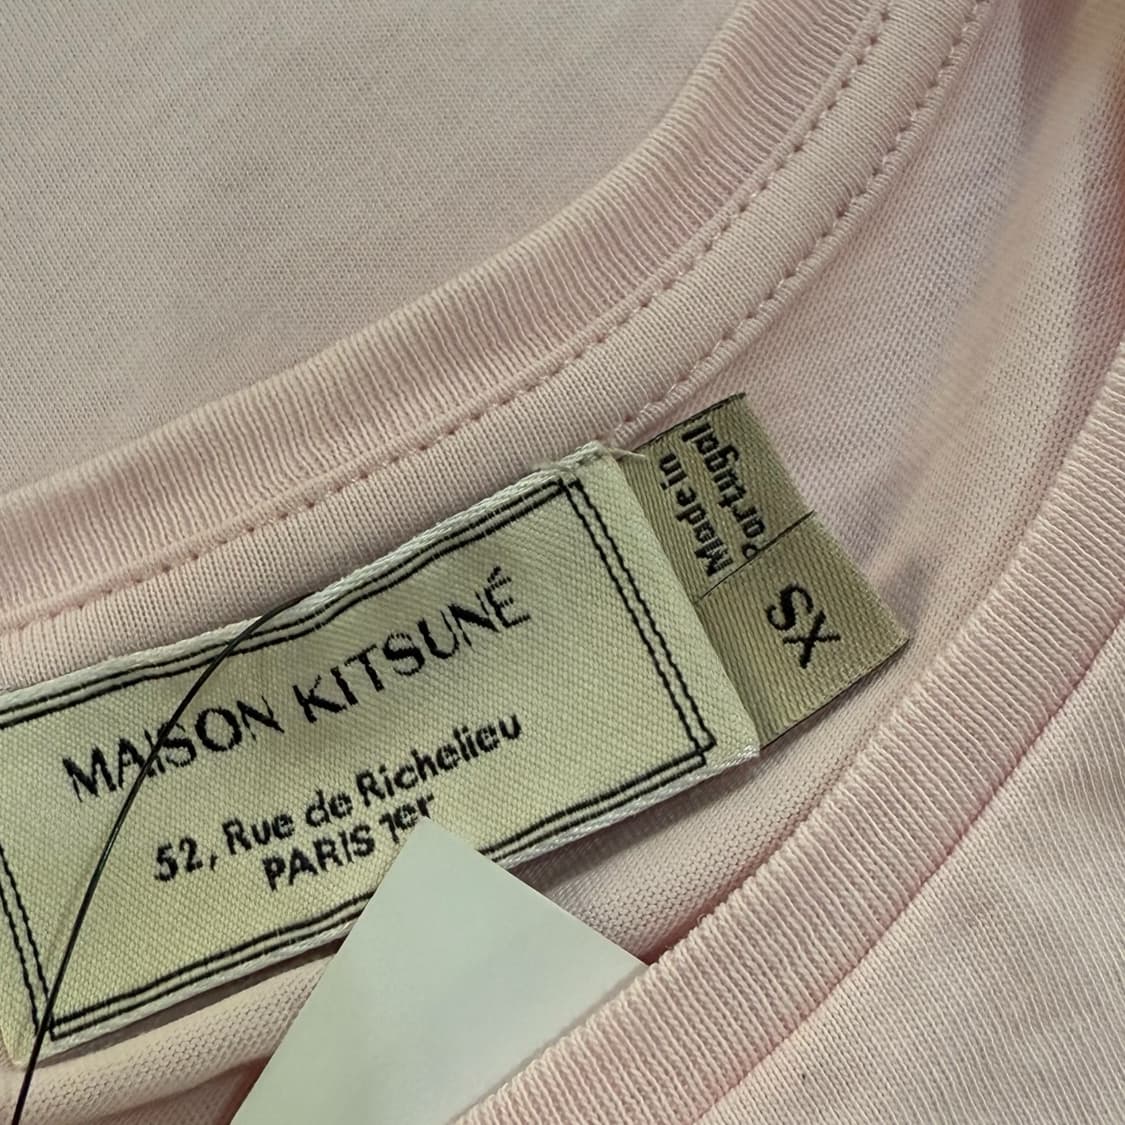 MAISON KITSUNÉ
52, Rue de Richelieu
PARIS 1er
Made in
Portugal
XS